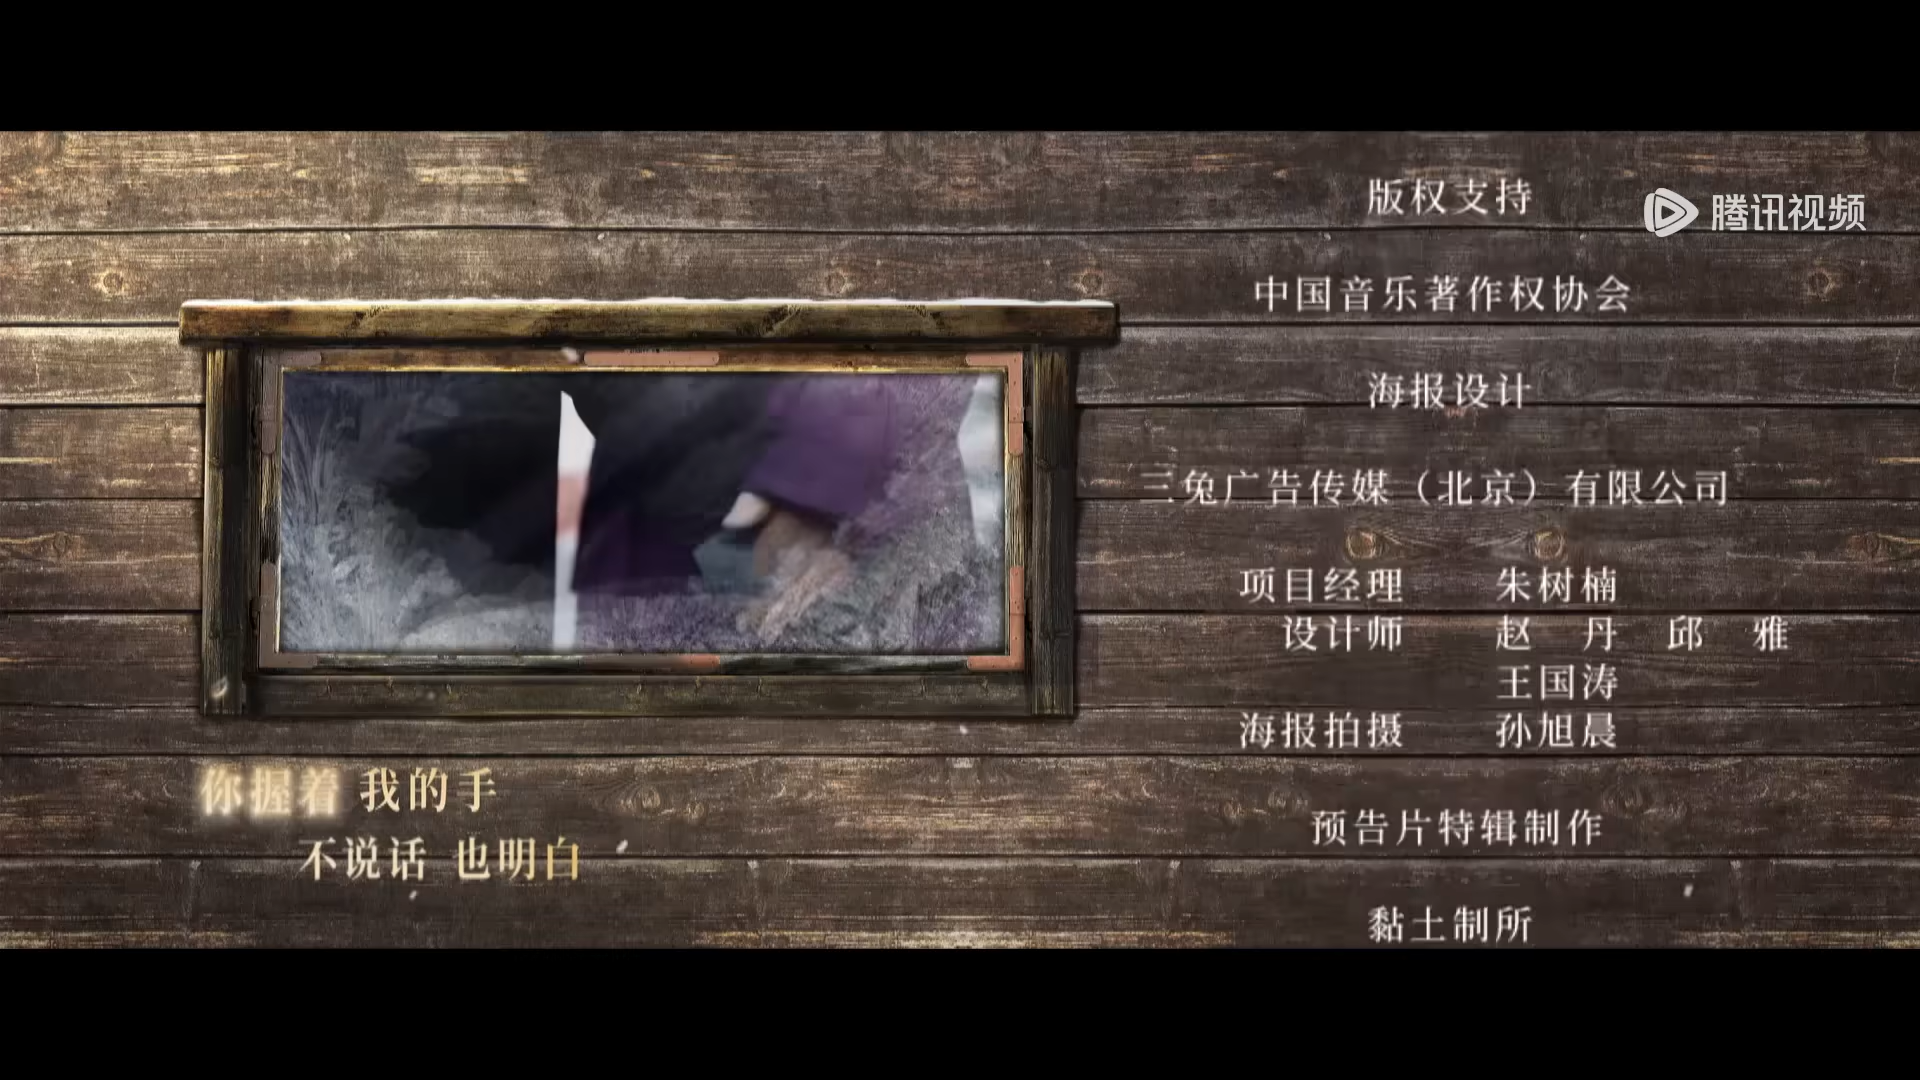 版权支持
腾讯视频
中国音乐著作权协会
海报设计
三兔广告传媒（北京）有限公司
项目经理 朱树楠
设计师 赵丹 邱雅
王国涛
海报拍摄 孙旭晨
你握着 我的手
不说话 也明白
预告片特辑制作
黏土制所